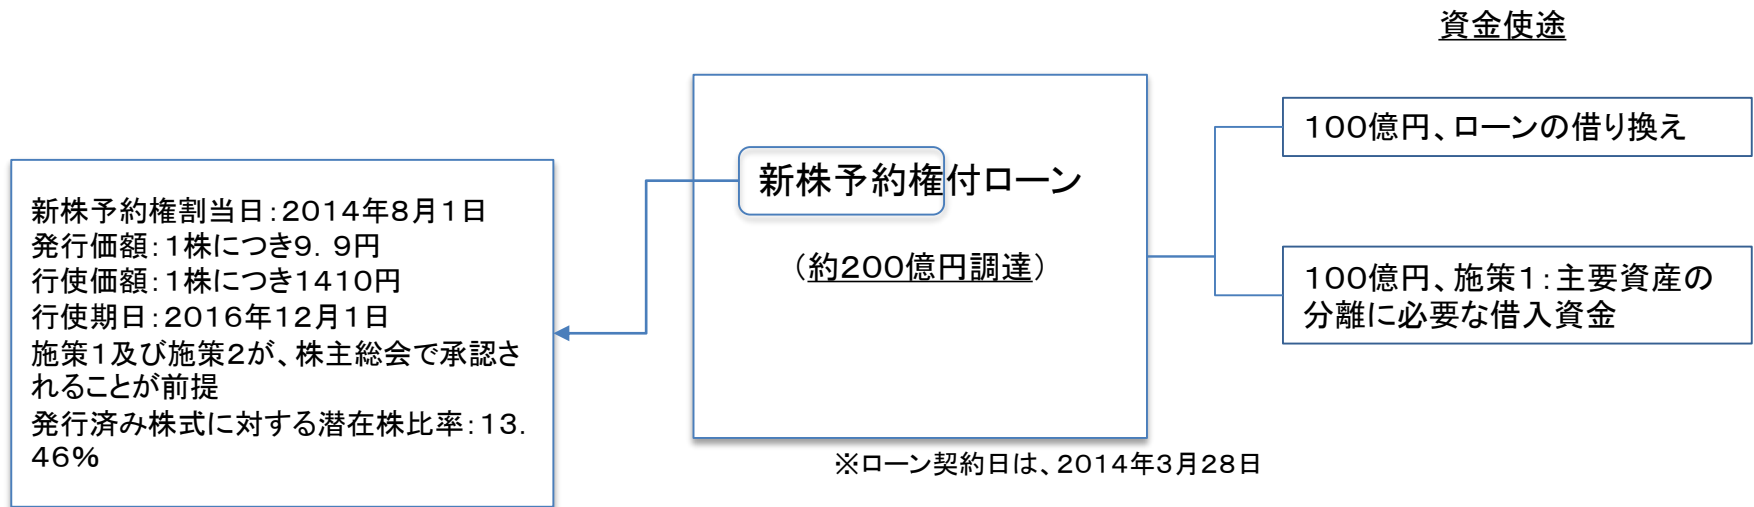 資金使途
100億円、ローンの借り換え
新株予約権付ローン
新株予約権割当日：2014年8月1日
発行価額：1株につき9．9円
行使価額：1株につき1410円
行使期日：2016年12月1日
施策1及び施策2が、株主総会で承認さ
れることが前提
発行済み株式に対する潜在株比率：13．
46%
（約200億円調達）
100億円、施策1：主要資産の
分離に必要な借入資金
※ローン契約日は、2014年3月28日